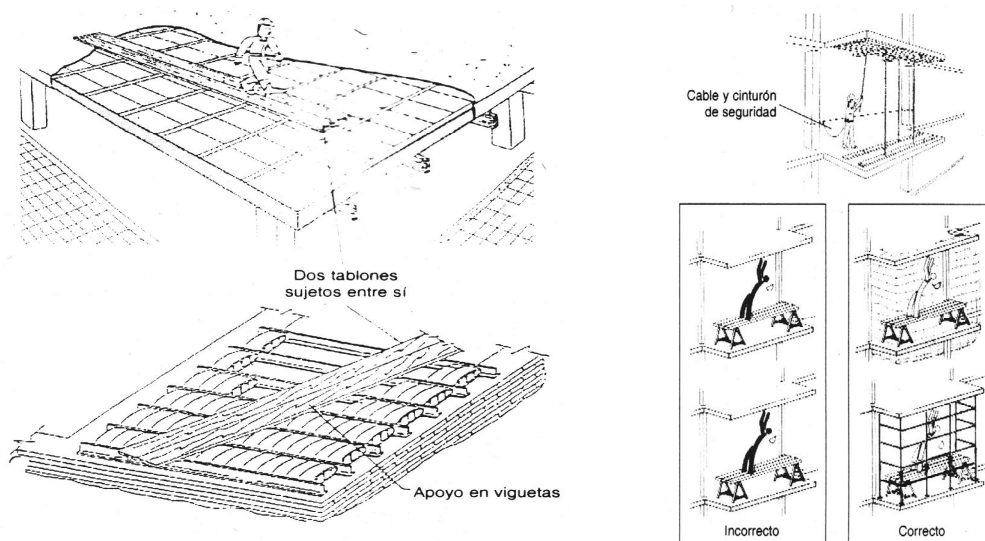 Cable y cinturón
de seguridad
Dos tablones
sujetos entre sí
Apoyo en viguetas
Incorrecto
Correcto